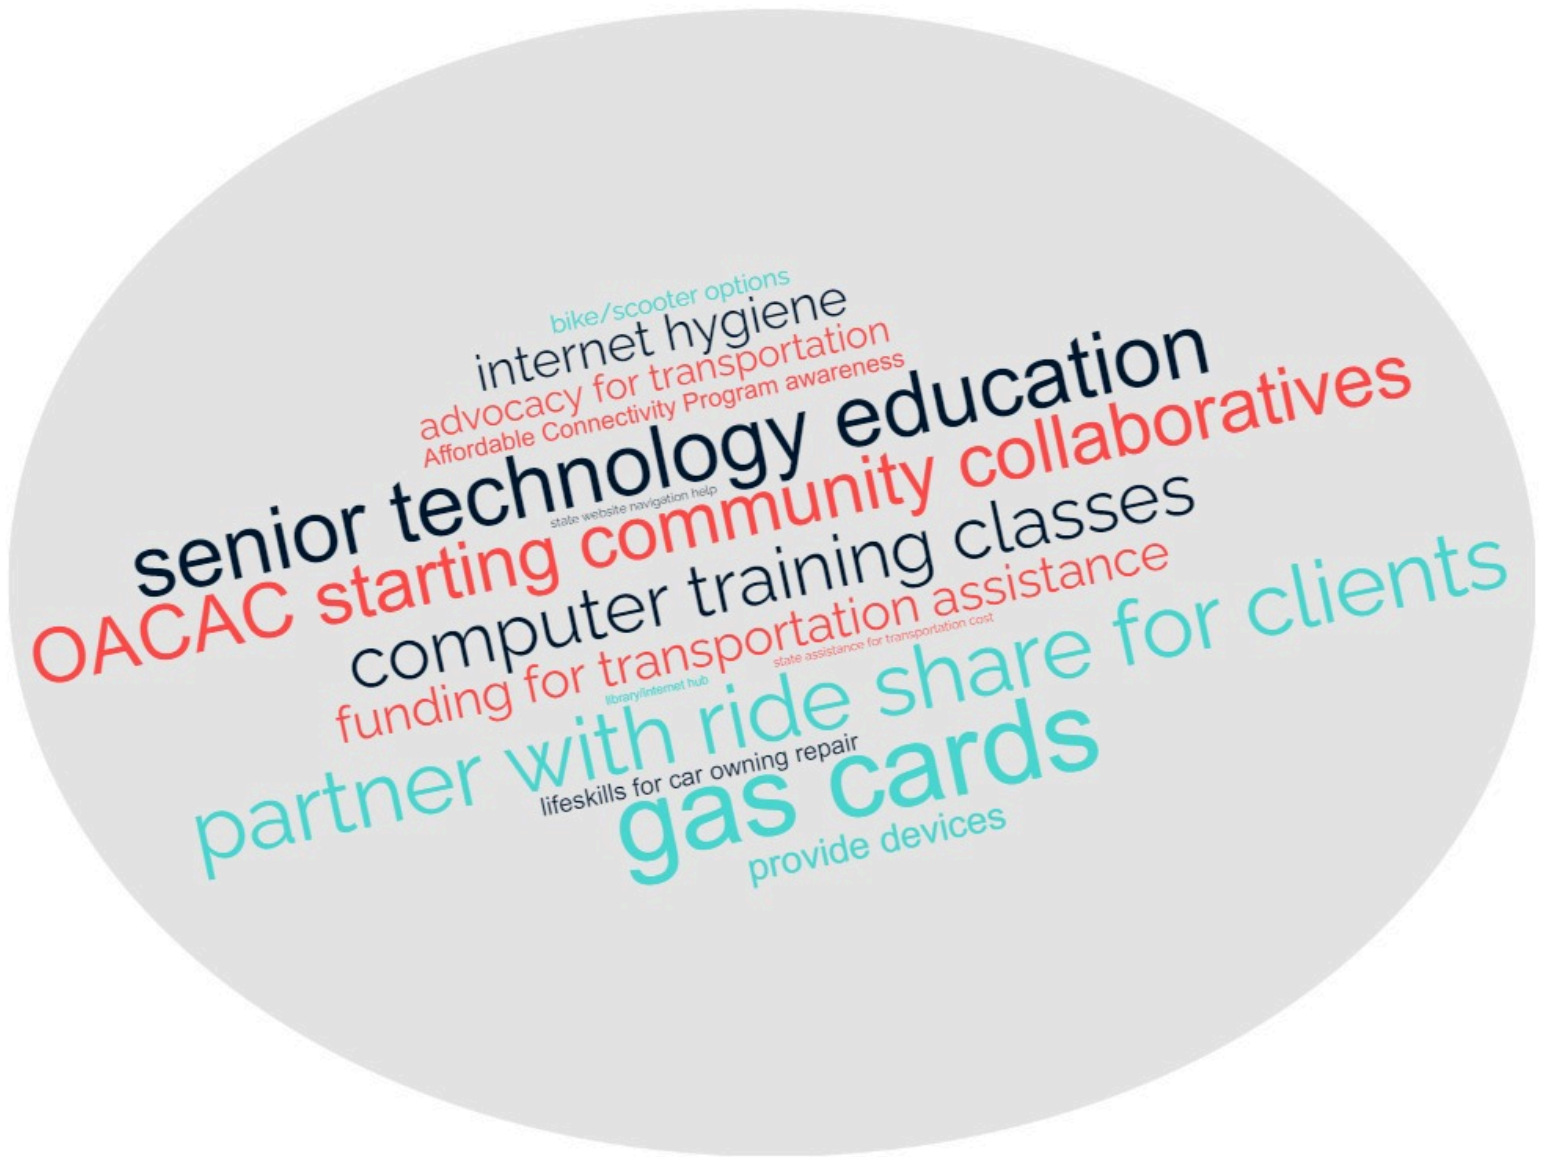 bike/scooter options
internet hygiene
advocacy for transportation
Affordable Connectivity Program awareness
senior technology education
state website navigation help
OACAC starting community collaboratives
computer training classes
funding for transportation assistance
state assistance for transportation cost
library/internet hub
partner with ride share for clients
lifeskills for car owning repair
gas cards
provide devices